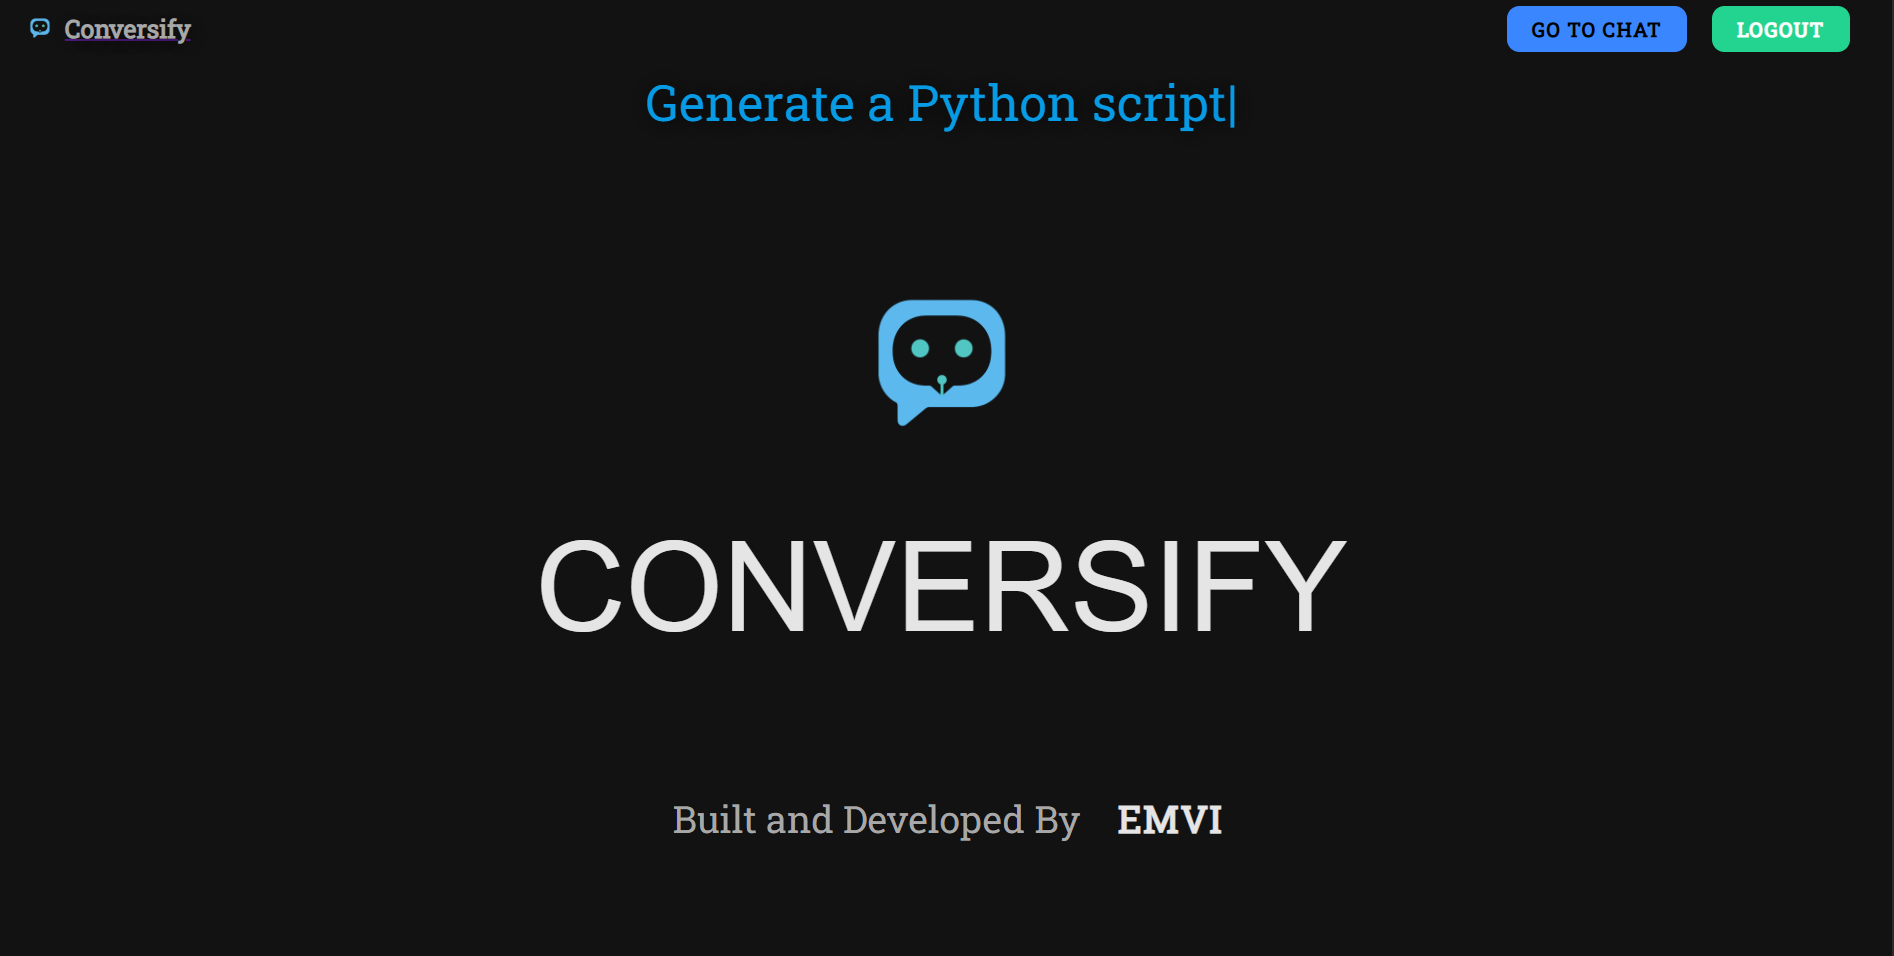 Conversify
GO TO CHAT
LOGOUT
Generate a Python script|
CONVERSIFY
Built and Developed By EMVI